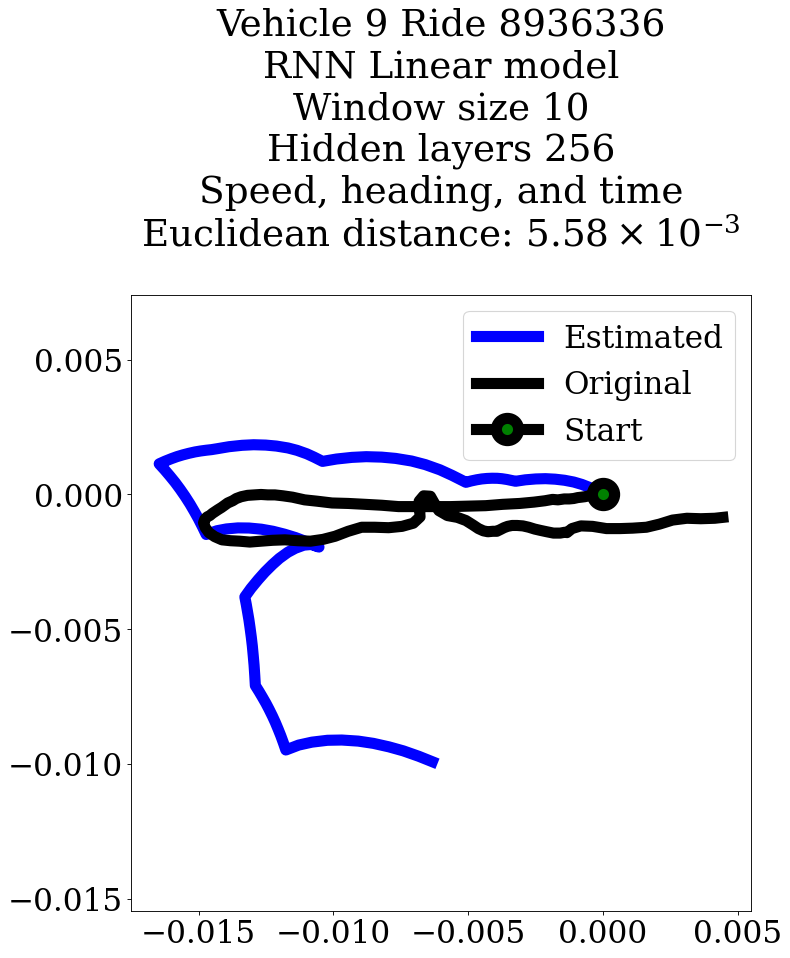 Vehicle 9 Ride 8936336
RNN Linear model
Window size 10
Hidden layers 256
Speed, heading, and time
Euclidean distance: 5.58 × 10⁻³
Estimated
Original
Start
0.005
0.000
−0.005
−0.010
−0.015
−0.015 −0.010 −0.005 0.000 0.005